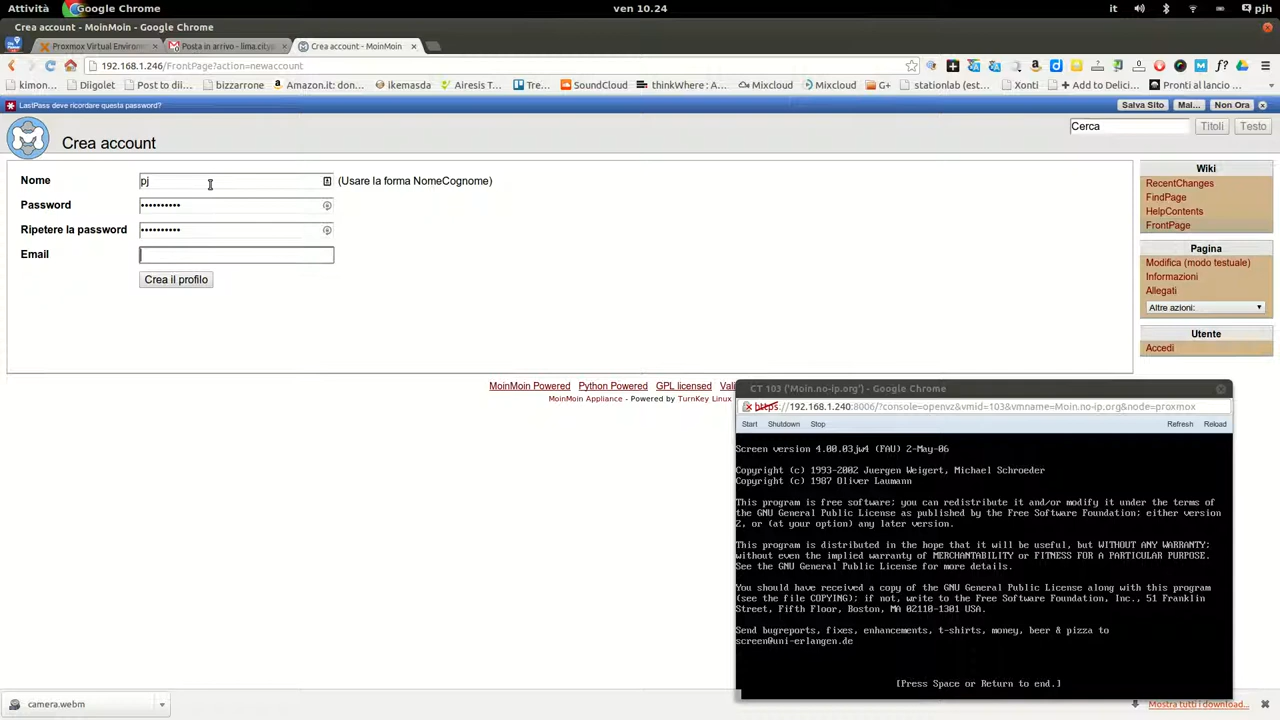 Attività Google Chrome ven 10.24 it pjh
Crea account - MoinMoin - Google Chrome
Proxmox Virtual Environm Posta in arrivo - lima.cityo Crea account - MoinMoin
192.168.1.246/FrontPage?action=newaccount
kimon... Post to di... bizzarrone Amazon.it: don... ikemasda Airesis T... Tre... SoundCloud thinkWhere: ... Mixcloud Mixcloud G+ stationlab (est... Xonti + Add to Delici... Pronti al lancio
LastPass deve ricordare questa password? Salva Sito Mai... Non Ora
Crea account
Cerca Titoli Testo
Nome pj (Usare la forma NomeCognome)
Password ••••••••••
Ripetere la password ••••••••••
Email
Crea il profilo
Wiki
RecentChanges
FindPage
HelpContents
FrontPage
Pagina
Modifica (modo testuale)
Informazioni
Allegati
Altre azioni:
Utente
Accedi
MoinMoin Powered Python Powered GPL licensed Vali
MoinMoin Appliance - Powered by TurnKey Linux
CT 103 ('Moin.no-ip.org') - Google Chrome
https://192.168.1.240:8006/?console=openvz&vmid=103&vmname=Moin.no-ip.org&node=proxmox
Start Shutdown Stop Refresh Reload
Screen version 4.00.03jw4 (FAU) 2-May-06
Copyright (c) 1993-2002 Juergen Weigert, Michael Schroeder
Copyright (c) 1987 Oliver Laumann
This program is free software; you can redistribute it and/or modify it under the terms of
the GNU General Public License as published by the Free Software Foundation; either version
2, or (at your option) any later version.
This program is distributed in the hope that it will be useful, but WITHOUT ANY WARRANTY;
without even the implied warranty of MERCHANTABILITY or FITNESS FOR A PARTICULAR PURPOSE.
See the GNU General Public License for more details.
You should have received a copy of the GNU General Public License along with this program
(see the file COPYING); if not, write to the Free Software Foundation, Inc., 51 Franklin
Street, Fifth Floor, Boston, MA 02110-1301 USA.
Send bugreports, fixes, enhancements, t-shirts, money, beer & pizza to
screen@uni-erlangen.de
[Press Space or Return to end.]
camera.webm
Mostra tutti i download...